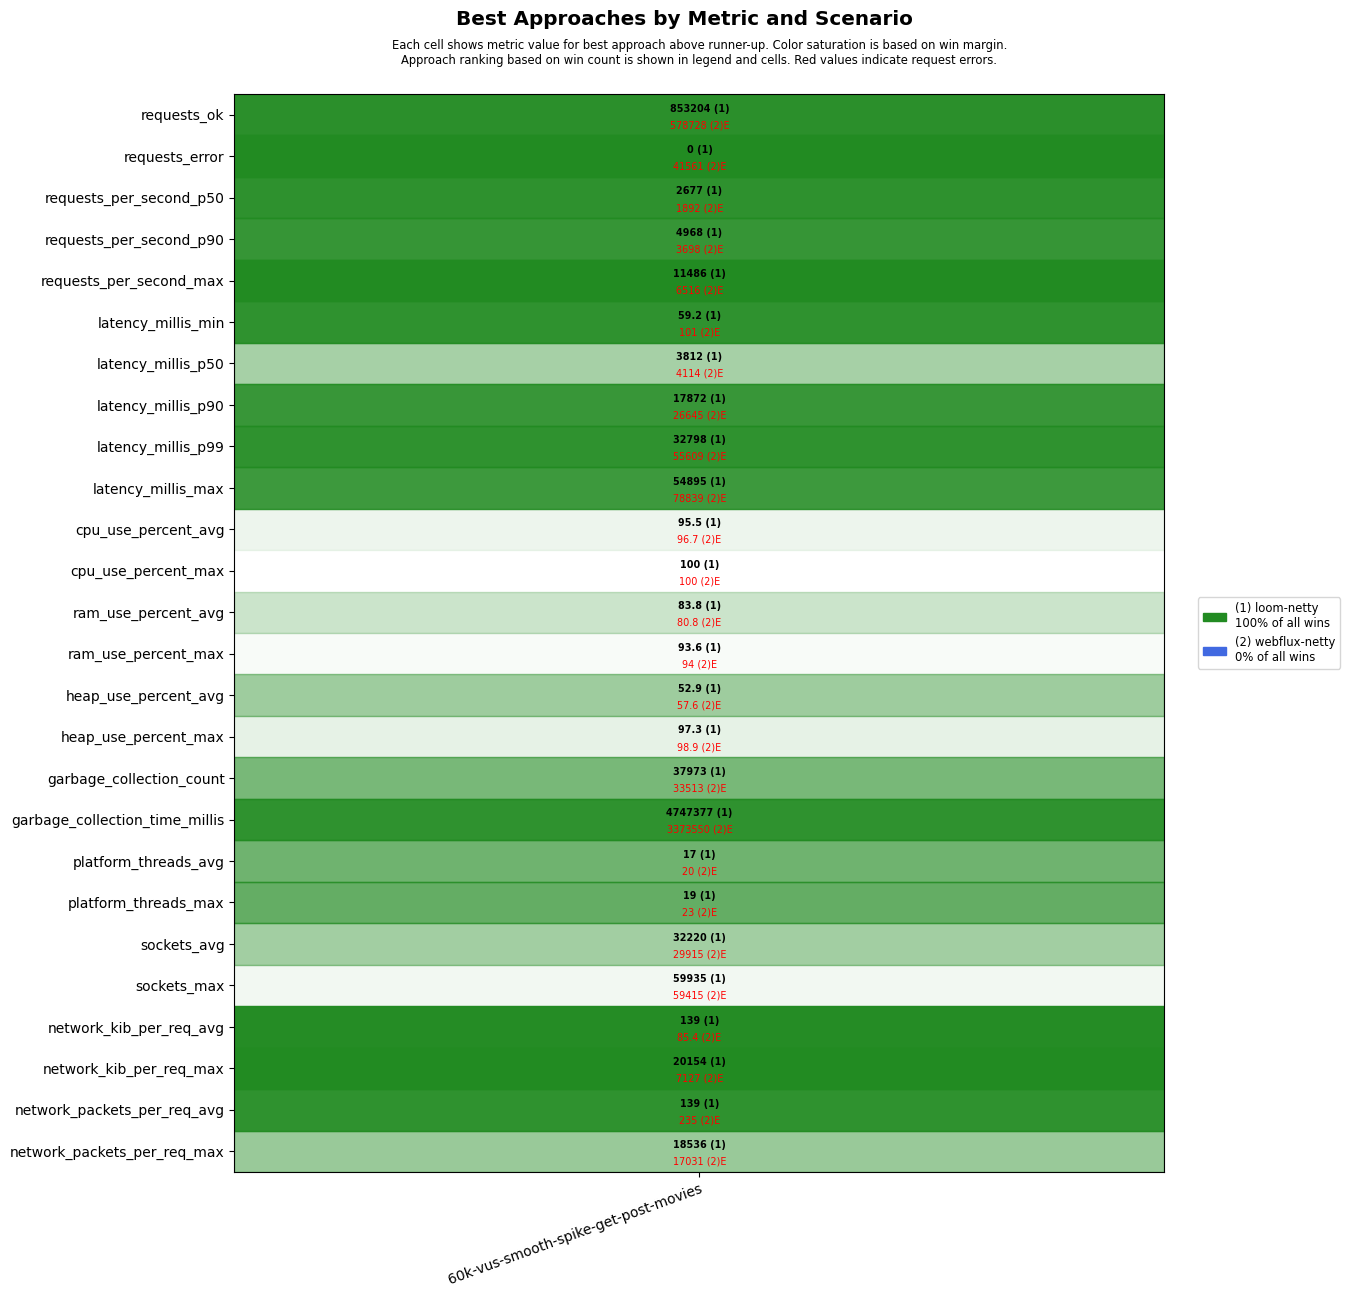 Best Approaches by Metric and Scenario
Each cell shows metric value for best approach above runner-up. Color saturation is based on win margin.
Approach ranking based on win count is shown in legend and cells. Red values indicate request errors.
requests_ok
853204 (1)
578728 (2)E
requests_error
0 (1)
41561 (2)E
requests_per_second_p50
2677 (1)
1892 (2)E
requests_per_second_p90
4968 (1)
3698 (2)E
requests_per_second_max
11486 (1)
6516 (2)E
latency_millis_min
59.2 (1)
101 (2)E
latency_millis_p50
3812 (1)
4114 (2)E
latency_millis_p90
17872 (1)
26645 (2)E
latency_millis_p99
32798 (1)
55609 (2)E
latency_millis_max
54895 (1)
78839 (2)E
cpu_use_percent_avg
95.5 (1)
96.7 (2)E
cpu_use_percent_max
100 (1)
100 (2)E
ram_use_percent_avg
83.8 (1)
80.8 (2)E
ram_use_percent_max
93.6 (1)
94 (2)E
heap_use_percent_avg
52.9 (1)
57.6 (2)E
heap_use_percent_max
97.3 (1)
98.9 (2)E
garbage_collection_count
37973 (1)
33513 (2)E
garbage_collection_time_millis
4747377 (1)
3373550 (2)E
platform_threads_avg
17 (1)
20 (2)E
platform_threads_max
19 (1)
23 (2)E
sockets_avg
32220 (1)
29915 (2)E
sockets_max
59935 (1)
59415 (2)E
network_kib_per_req_avg
139 (1)
85.4 (2)E
network_kib_per_req_max
20154 (1)
7127 (2)E
network_packets_per_req_avg
139 (1)
235 (2)E
network_packets_per_req_max
18536 (1)
17031 (2)E
60k-vus-smooth-spike-get-post-movies
(1) loom-netty
100% of all wins
(2) webflux-netty
0% of all wins